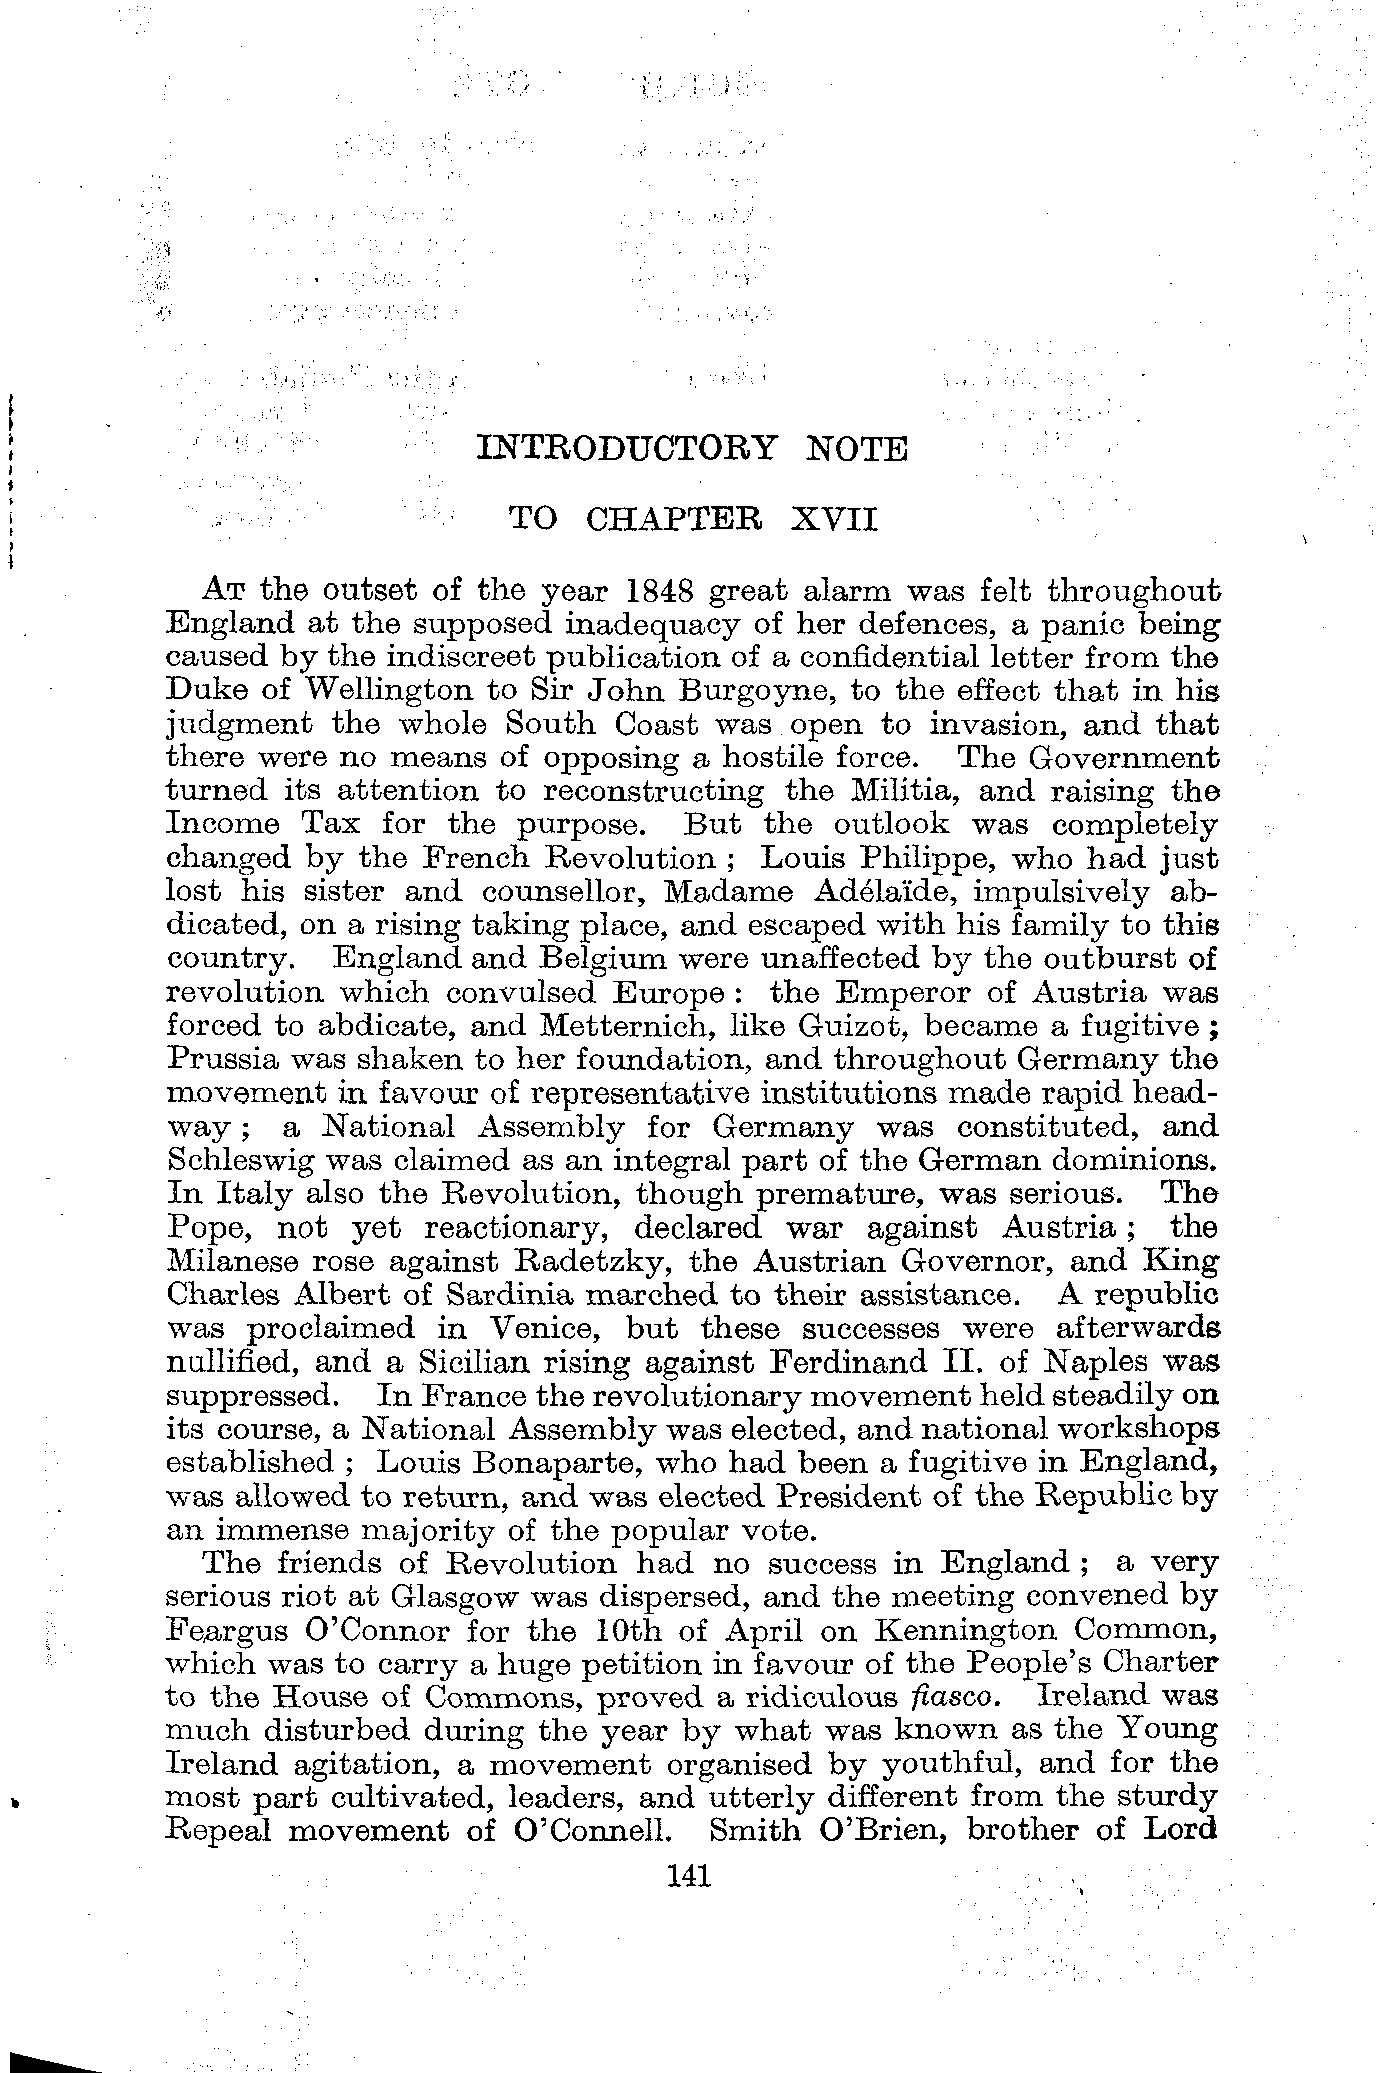 INTRODUCTORY NOTE
TO CHAPTER XVII
AT the outset of the year 1848 great alarm was felt throughout
England at the supposed inadequacy of her defences, a panic being
caused by the indiscreet publication of a confidential letter from the
Duke of Wellington to Sir John Burgoyne, to the effect that in his
judgment the whole South Coast was open to invasion, and that
there were no means of opposing a hostile force. The Government
turned its attention to reconstructing the Militia, and raising the
Income Tax for the purpose. But the outlook was completely
changed by the French Revolution ; Louis Philippe, who had just
lost his sister and counsellor, Madame Adélaïde, impulsively ab-
dicated, on a rising taking place, and escaped with his family to this
country. England and Belgium were unaffected by the outburst of
revolution which convulsed Europe : the Emperor of Austria was
forced to abdicate, and Metternich, like Guizot, became a fugitive ;
Prussia was shaken to her foundation, and throughout Germany the
movement in favour of representative institutions made rapid head-
way ; a National Assembly for Germany was constituted, and
Schleswig was claimed as an integral part of the German dominions.
In Italy also the Revolution, though premature, was serious. The
Pope, not yet reactionary, declared war against Austria ; the
Milanese rose against Radetzky, the Austrian Governor, and King
Charles Albert of Sardinia marched to their assistance. A republic
was proclaimed in Venice, but these successes were afterwards
nullified, and a Sicilian rising against Ferdinand II. of Naples was
suppressed. In France the revolutionary movement held steadily on
its course, a National Assembly was elected, and national workshops
established ; Louis Bonaparte, who had been a fugitive in England,
was allowed to return, and was elected President of the Republic by
an immense majority of the popular vote.
The friends of Revolution had no success in England ; a very
serious riot at Glasgow was dispersed, and the meeting convened by
Feargus O'Connor for the 10th of April on Kennington Common,
which was to carry a huge petition in favour of the People's Charter
to the House of Commons, proved a ridiculous fiasco. Ireland was
much disturbed during the year by what was known as the Young
Ireland agitation, a movement organised by youthful, and for the
most part cultivated, leaders, and utterly different from the sturdy
Repeal movement of O'Connell. Smith O'Brien, brother of Lord
141